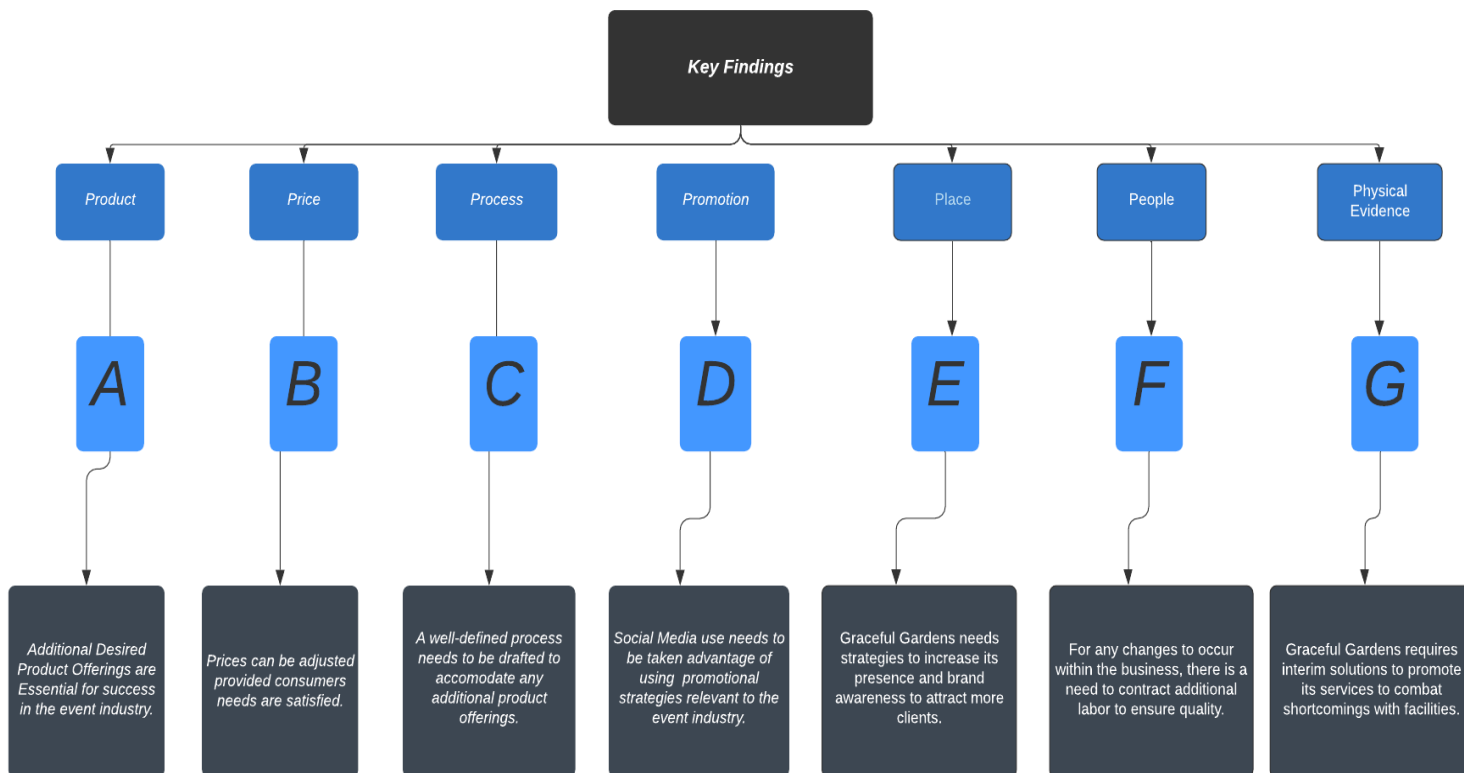 Key Findings
Product
Price
Process
Promotion
Place
People
Physical
Evidence
A
B
C
D
E
F
G
Additional Desired
Product Offerings are
Essential for success
in the event industry.
Prices can be adjusted
provided consumers
needs are satisfied.
A well-defined process
needs to be drafted to
accomodate any
additional product
offerings.
Social Media use needs to
be taken advantage of
using promotional
strategies relevant to the
event industry.
Graceful Gardens needs
strategies to increase its
presence and brand
awareness to attract more
clients.
For any changes to occur
within the business, there is a
need to contract additional
labor to ensure quality.
Graceful Gardens requires
interim solutions to promote
its services to combat
shortcomings with facilities.